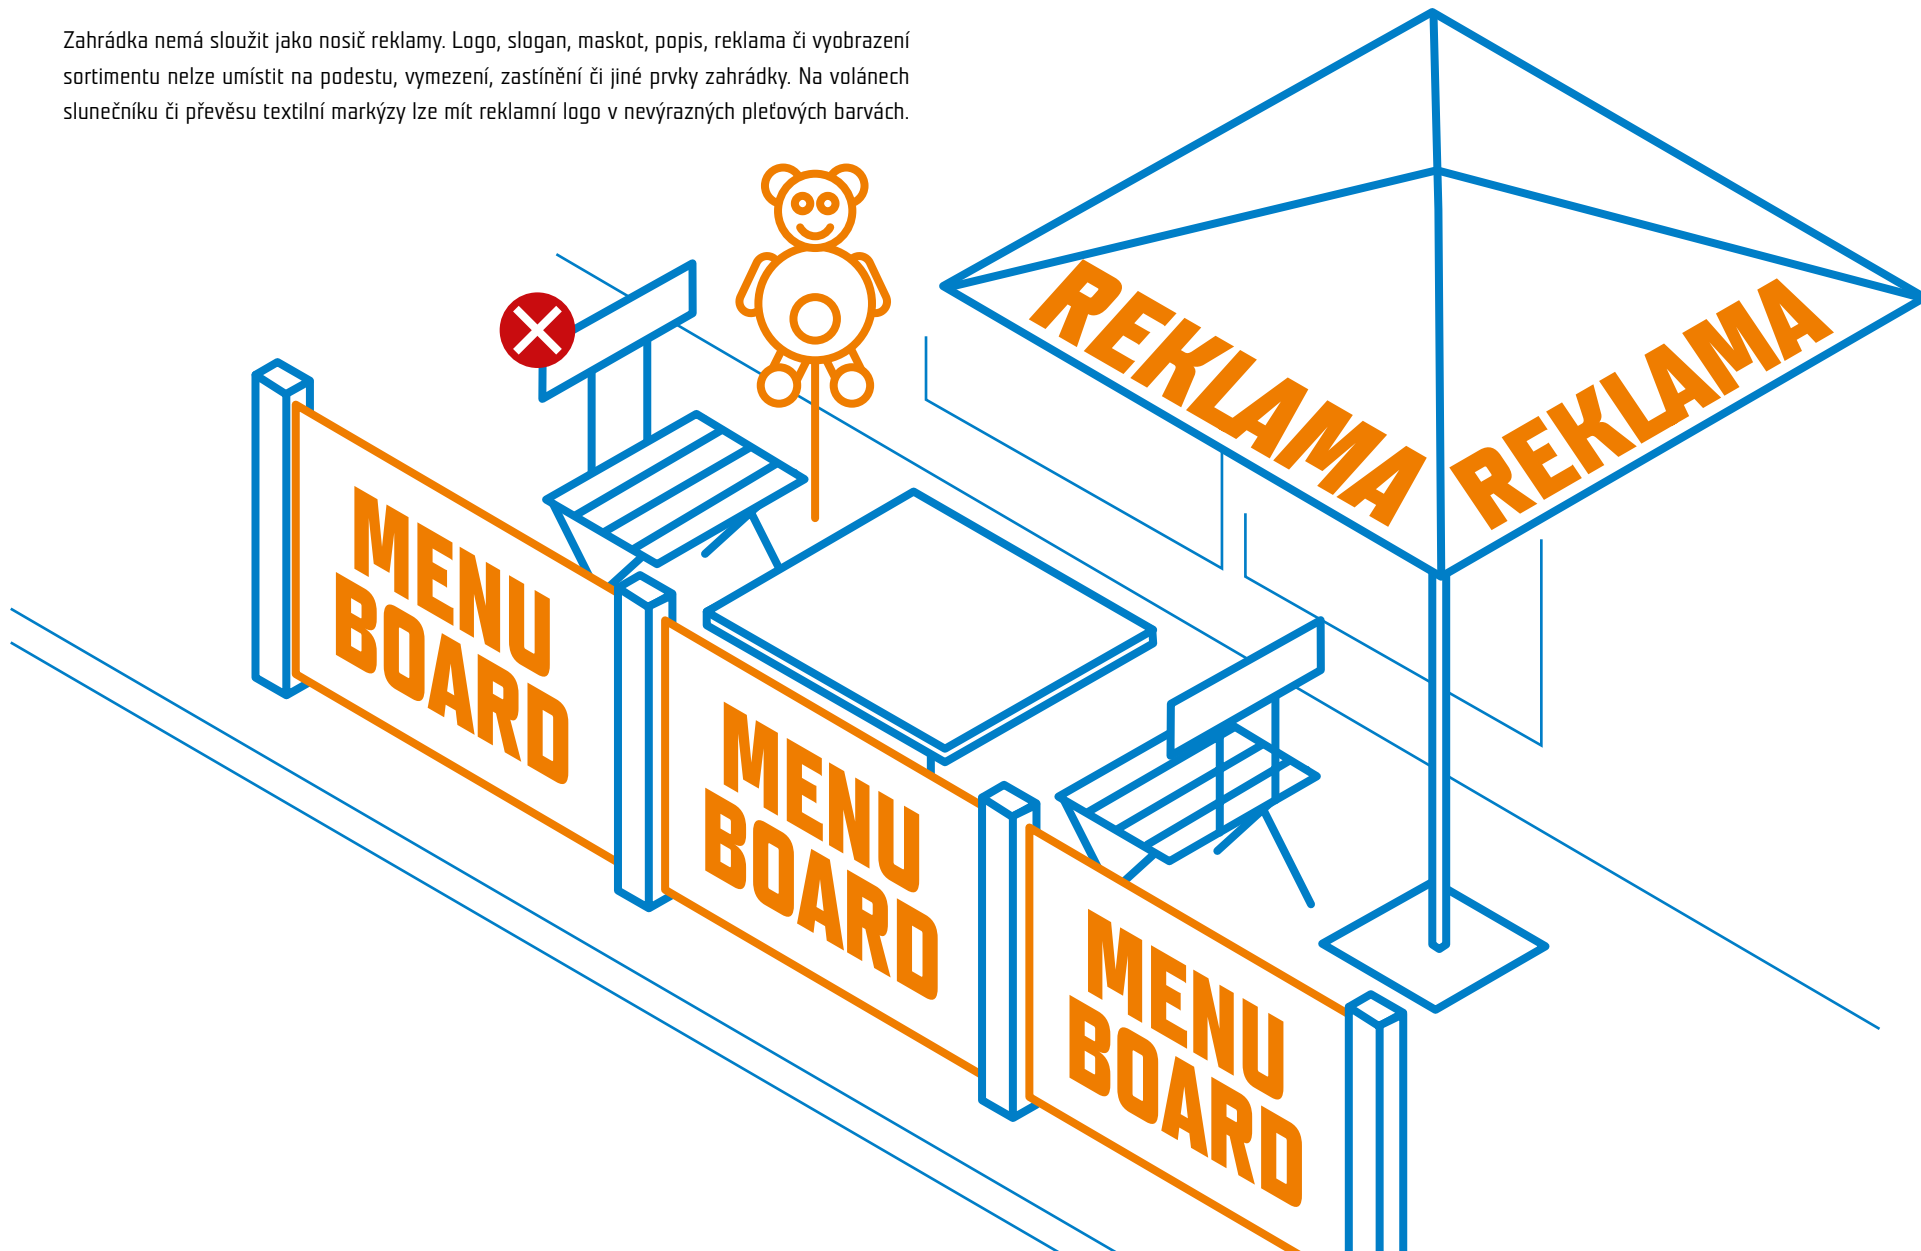 Zahrádka nemá sloužit jako nosič reklamy. Logo, slogan, maskot, popis, reklama či vyobrazení
sortimentu nelze umístit na podestu, vymezení, zastínění či jiné prvky zahrádky. Na volánech
slunečníku či převěsu textilní markýzy lze mít reklamní logo v nevýrazných pleťových barvách.
REKLAMA
REKLAMA
MENU
BOARD
MENU
BOARD
MENU
BOARD